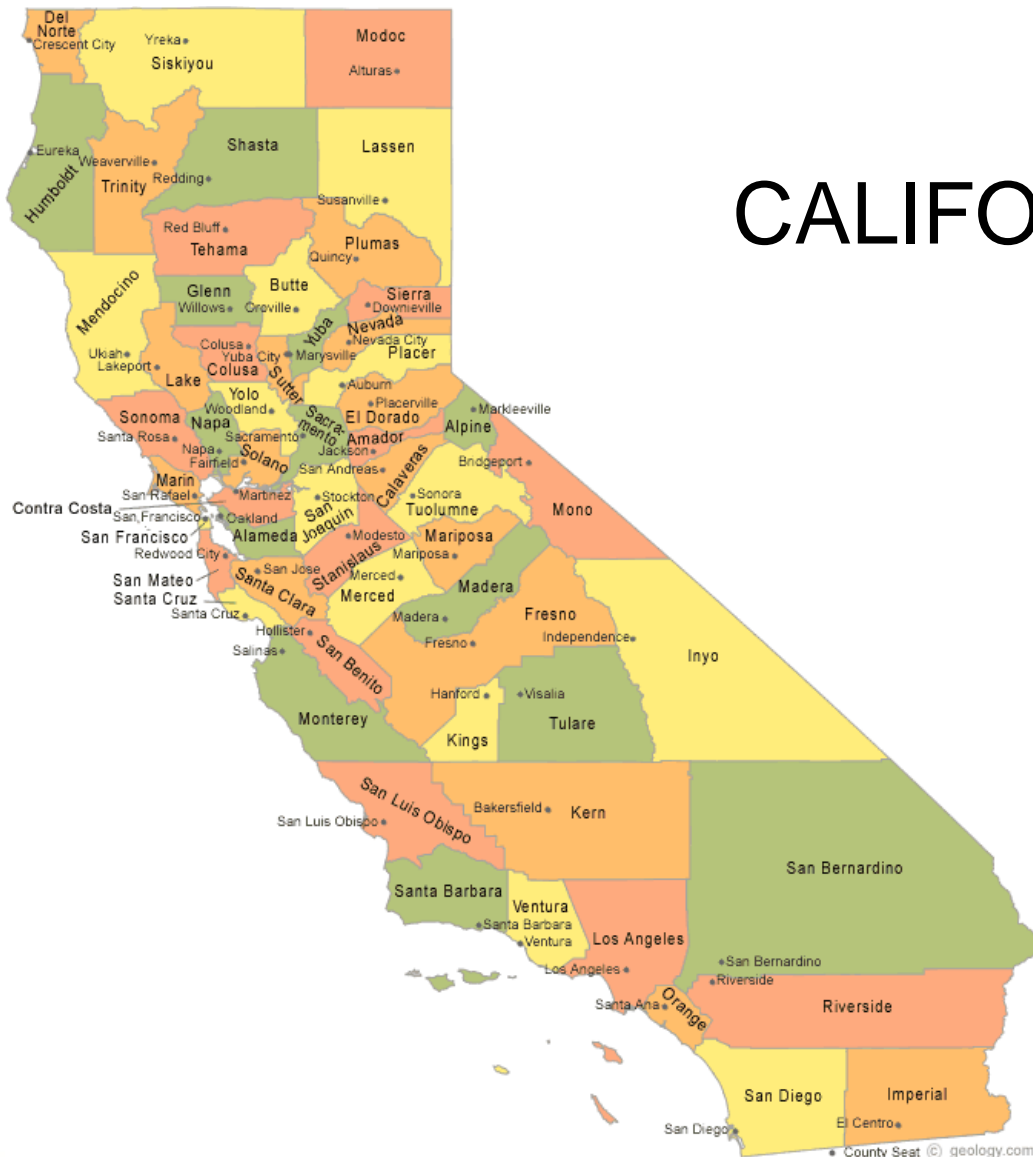 CALIFO
Del
Norte
Crescent City
Yreka
Siskiyou
Modoc
Alturas
Eureka
Humboldt
Weaverville
Trinity
Shasta
Redding
Lassen
Susanville
Red Bluff
Tehama
Plumas
Quincy
Mendocino
Ukiah
Glenn
Willows
Butte
Oroville
Sierra
Downieville
Yuba
Marysville
Nevada
Nevada City
Placer
Auburn
Lakeport
Lake
Colusa
Colusa
Yuba City
Sutter
Yolo
Woodland
Sonoma
Santa Rosa
Napa
Napa
Sacra-
mento
Sacramento
Placerville
El Dorado
Amador
Jackson
Alpine
Markleeville
Solano
Fairfield
San Andreas
Calaveras
Bridgeport
Mono
Marin
San Rafael
Martinez
Contra Costa
Stockton
San
Joaquin
Sonora
Tuolumne
San Francisco
San Francisco
Oakland
Alameda
Modesto
Stanislaus
Mariposa
Mariposa
Redwood City
San Mateo
San Jose
Santa Clara
Santa Cruz
Santa Cruz
Merced
Merced
Madera
Madera
Hollister
San Benito
Salinas
Monterey
Fresno
Fresno
Independence
Inyo
Hanford
Kings
Visalia
Tulare
San Luis Obispo
San Luis Obispo
Bakersfield
Kern
San Bernardino
San Bernardino
Santa Barbara
Santa Barbara
Ventura
Ventura
Los Angeles
Los Angeles
Riverside
Riverside
Santa Ana
Orange
San Diego
San Diego
Imperial
El Centro
• County Seat © geology.com